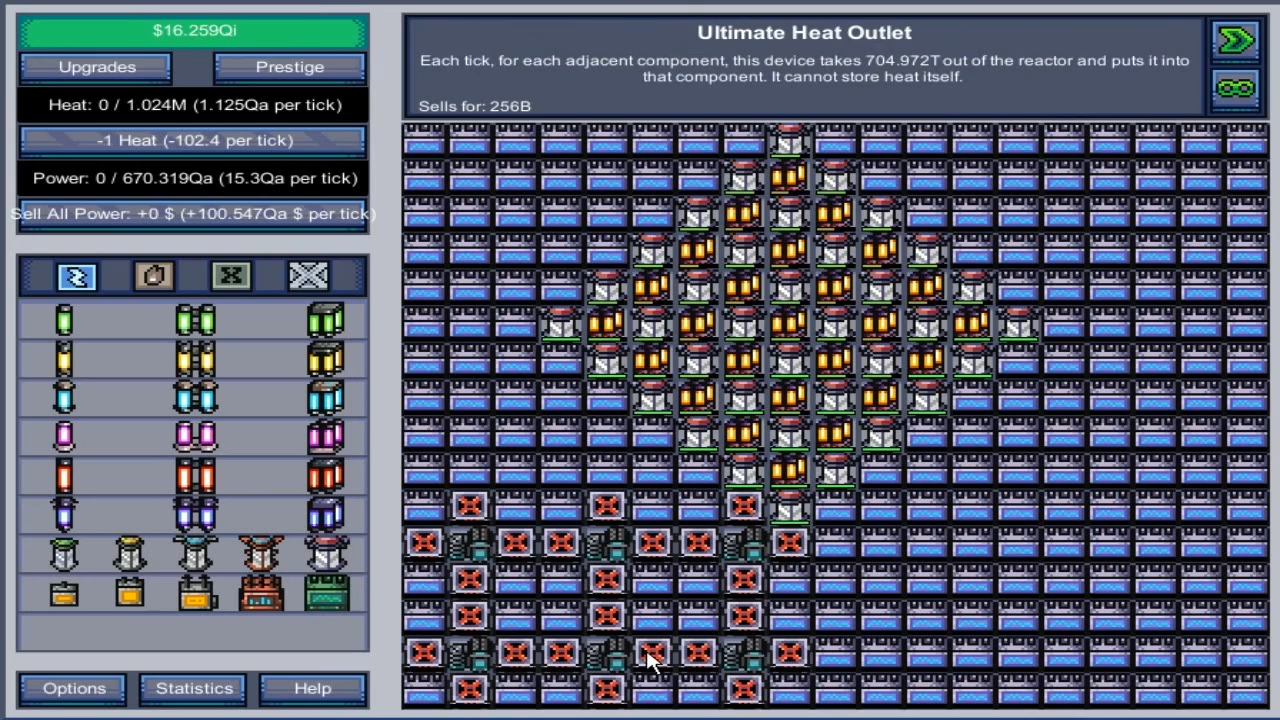 $16.259Qi
Upgrades
Prestige
Heat: 0 / 1.024M (1.125Qa per tick)
-1 Heat (-102.4 per tick)
Power: 0 / 670.319Qa (15.3Qa per tick)
Sell All Power: +0 $ (+100.547Qa $ per tick)
Ultimate Heat Outlet
Each tick, for each adjacent component, this device takes 704.972T out of the reactor and puts it into
that component. It cannot store heat itself.
Sells for: 256B
Options
Statistics
Help